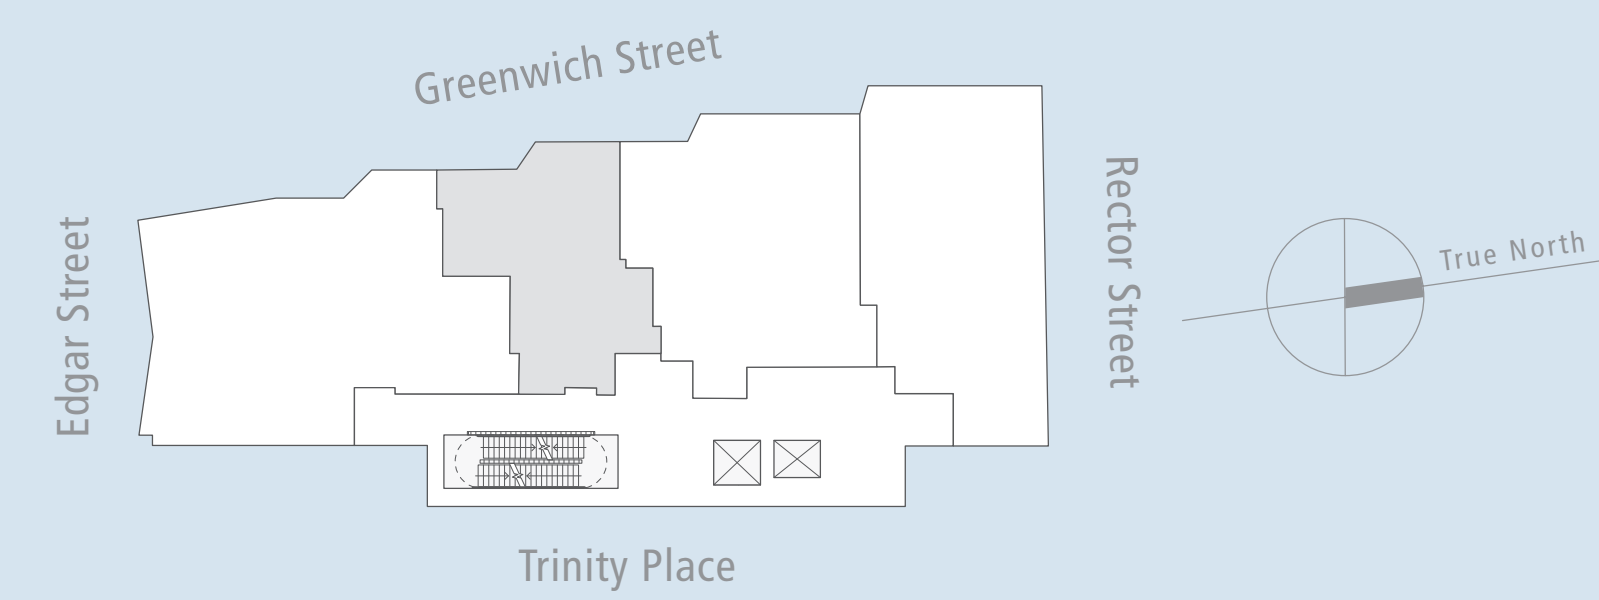 Greenwich Street
Edgar Street
Rector Street
True North
Trinity Place